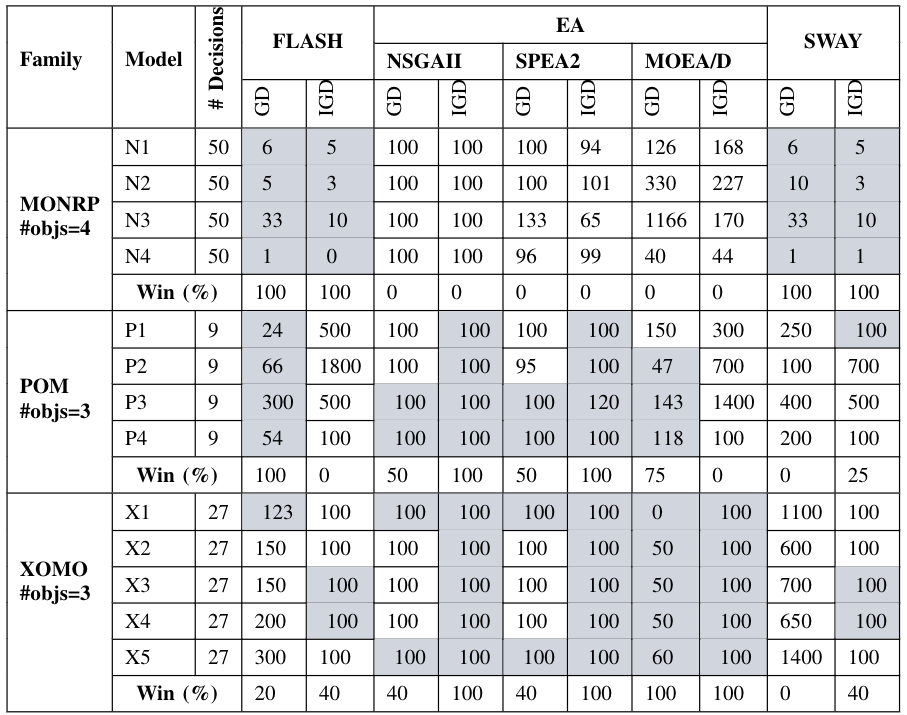 Family Model # Decisions FLASH EA SWAY
NSGAII SPEA2 MOEA/D
GD IGD GD IGD GD IGD GD IGD GD IGD
MONRP
#objs=4
N1 50 6 5 100 100 100 94 126 168 6 5
N2 50 5 3 100 100 100 101 330 227 10 3
N3 50 33 10 100 100 133 65 1166 170 33 10
N4 50 1 0 100 100 96 99 40 44 1 1
Win (%) 100 100 0 0 0 0 0 0 100 100
POM
#objs=3
P1 9 24 500 100 100 100 100 150 300 250 100
P2 9 66 1800 100 100 95 100 47 700 100 700
P3 9 300 500 100 100 100 120 143 1400 400 500
P4 9 54 100 100 100 100 100 118 100 200 100
Win (%) 100 0 50 100 50 100 75 0 0 25
XOMO
#objs=3
X1 27 123 100 100 100 100 100 0 100 1100 100
X2 27 150 100 100 100 100 100 50 100 600 100
X3 27 150 100 100 100 100 100 50 100 700 100
X4 27 200 100 100 100 100 100 50 100 650 100
X5 27 300 100 100 100 100 100 60 100 1400 100
Win (%) 20 40 40 100 40 100 100 100 0 40